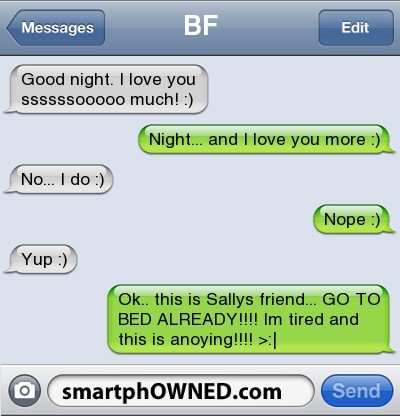 Messages
BF
Edit
Good night. I love you
ssssssooooo much! :)
Night... and I love you more :)
No... I do :)
Nope :)
Yup :)
Ok.. this is Sallys friend... GO TO
BED ALREADY!!!! Im tired and
this is anoying!!!! >:|
smartphOWNED.com
Send